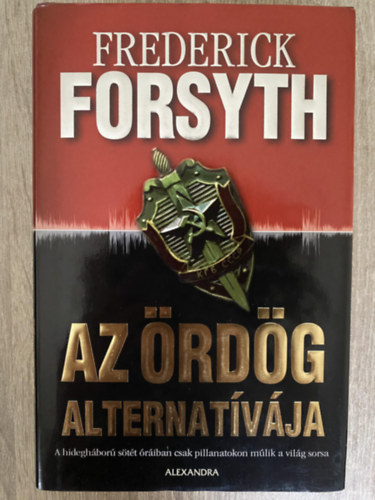 FREDERICK
FORSYTH
AZ ÖRDÖG
ALTERNATÍVÁJA
A hidegháború sötét óráiban csak pillanatokon múlik a világ sorsa
ALEXANDRA